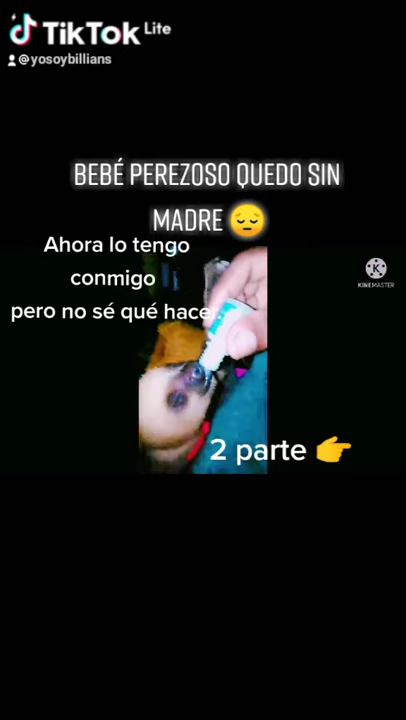 TikTok Lite
@yosoybillians
BEBÉ PEREZOSO QUEDO SIN
MADRE
Ahora lo tengo
conmigo
pero no sé qué hacer.
KINEMASTER
2 parte